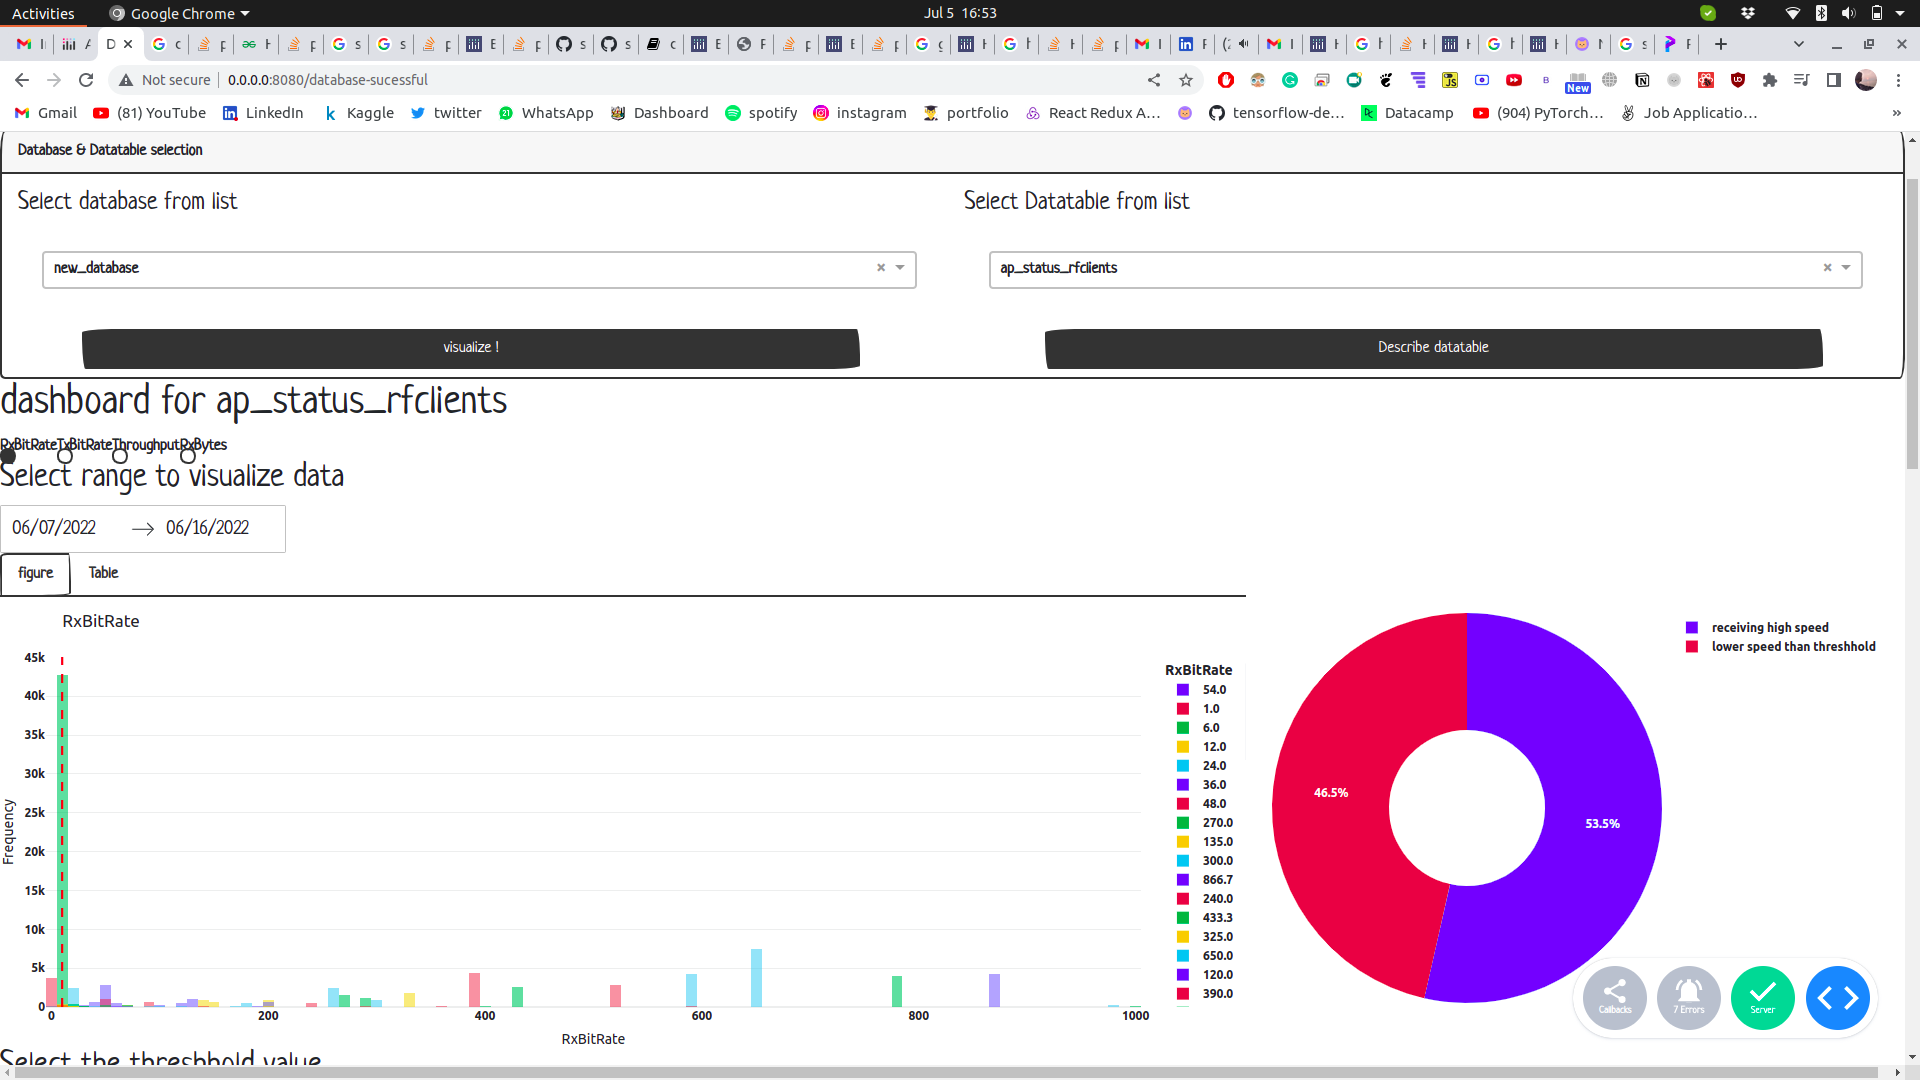 Activities Google Chrome Jul 5 16:53
Not secure 0.0.0.0:8080/database-sucessful
New
Gmail (81) YouTube LinkedIn Kaggle twitter WhatsApp Dashboard spotify instagram portfolio React Redux A... tensorflow-de... Datacamp (904) PyTorch... Job Applicatio... »
Database & Datatable selection
Select database from list Select Datatable from list
new_database ap_status_rfclients
visualize ! Describe datatable
dashboard for ap_status_rfclients
RxBitRate TxBitRate Throughput RxBytes
Select range to visualize data
06/07/2022 → 06/16/2022
figure Table
RxBitRate
45k
40k
35k
30k
25k
20k
15k
10k
5k
0
Frequency
0 200 400 600 800 1000
RxBitRate
RxBitRate
54.0
1.0
6.0
12.0
24.0
36.0
48.0
270.0
135.0
300.0
866.7
240.0
433.3
325.0
650.0
120.0
390.0
46.5%
53.5%
receiving high speed
lower speed than threshhold
Callbacks 7 Errors Server
Select the threshhold value